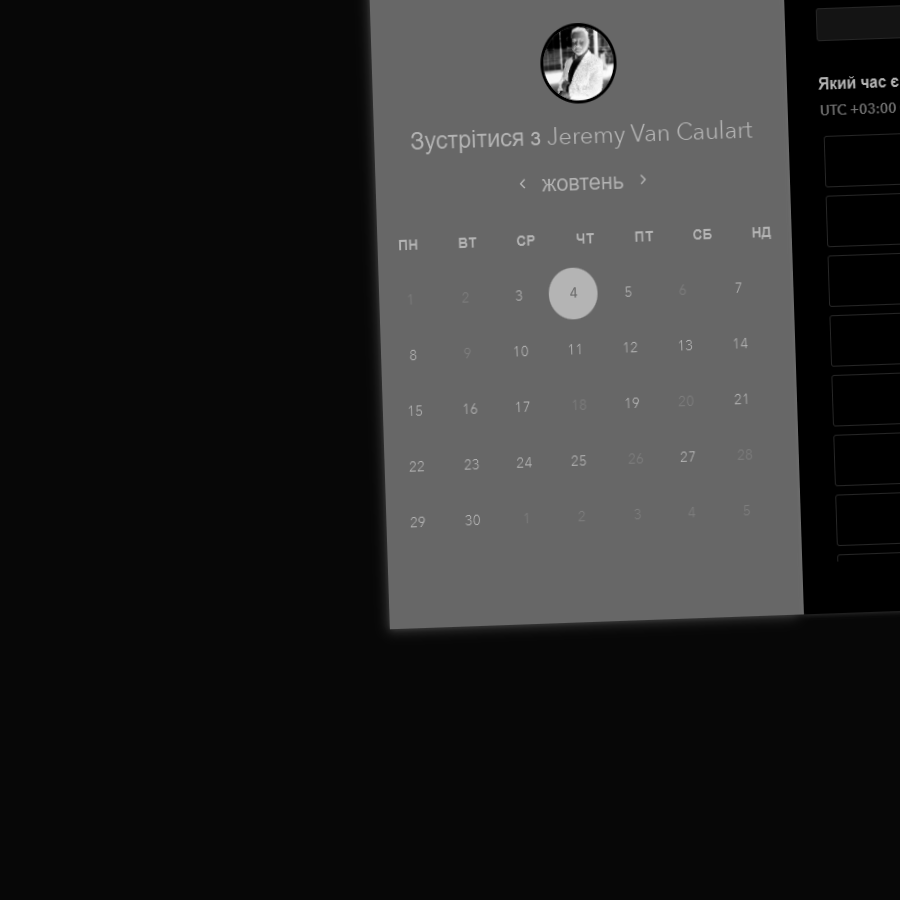 Зустрітися з Jeremy Van Caulart
‹ жовтень ›
ПН ВТ СР ЧТ ПТ СБ НД
1 2 3 4 5 6 7
8 9 10 11 12 13 14
15 16 17 18 19 20 21
22 23 24 25 26 27 28
29 30 1 2 3 4 5
Який час є
UTC +03:00